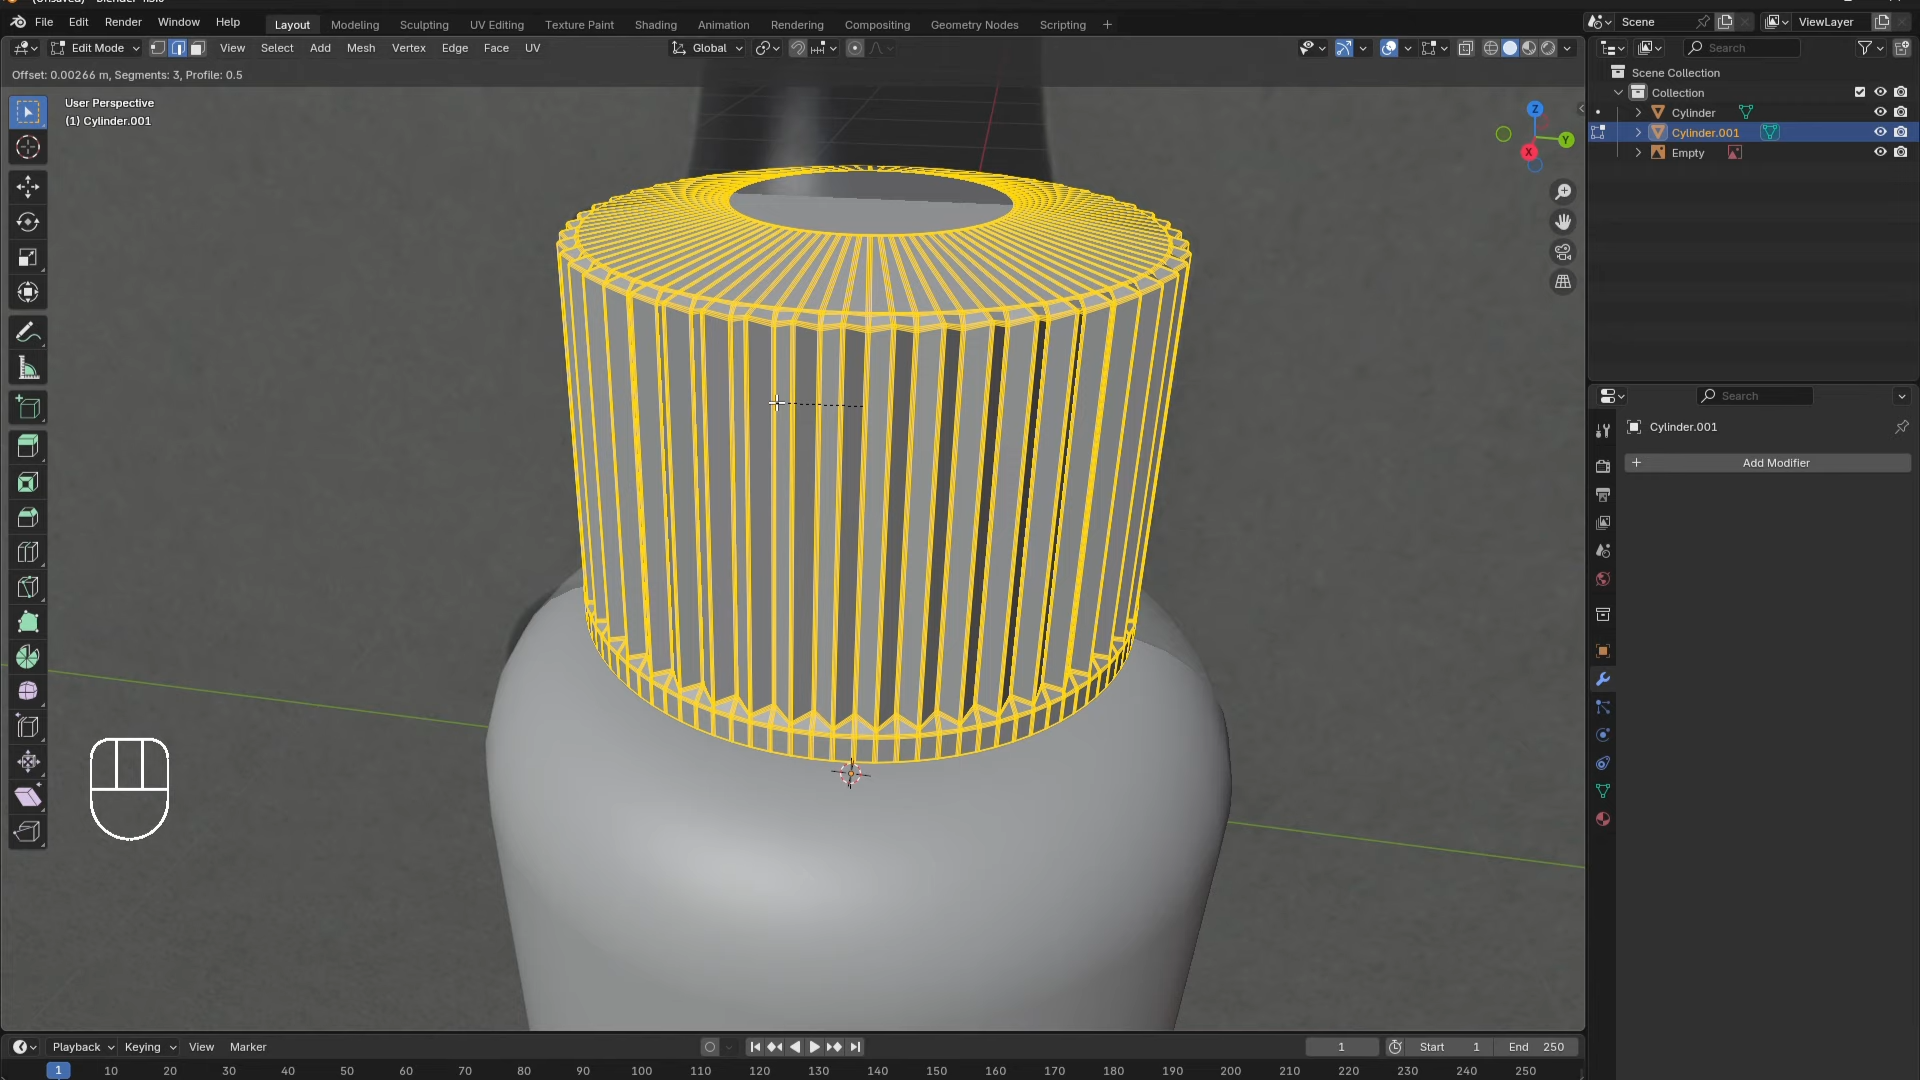 File Edit Render Window Help Layout Modeling Sculpting UV Editing Texture Paint Shading Animation Rendering Compositing Geometry Nodes Scripting + Scene ViewLayer
Edit Mode View Select Add Mesh Vertex Edge Face UV Global Search
Offset: 0.00266 m, Segments: 3, Profile: 0.5
Scene Collection
User Perspective
(1) Cylinder.001
Collection
Cylinder
Cylinder.001
Empty
Z
Y
X
Search
Cylinder.001
+ Add Modifier
Playback Keying View Marker 1 Start 1 End 250
1 10 20 30 40 50 60 70 80 90 100 110 120 130 140 150 160 170 180 190 200 210 220 230 240 250